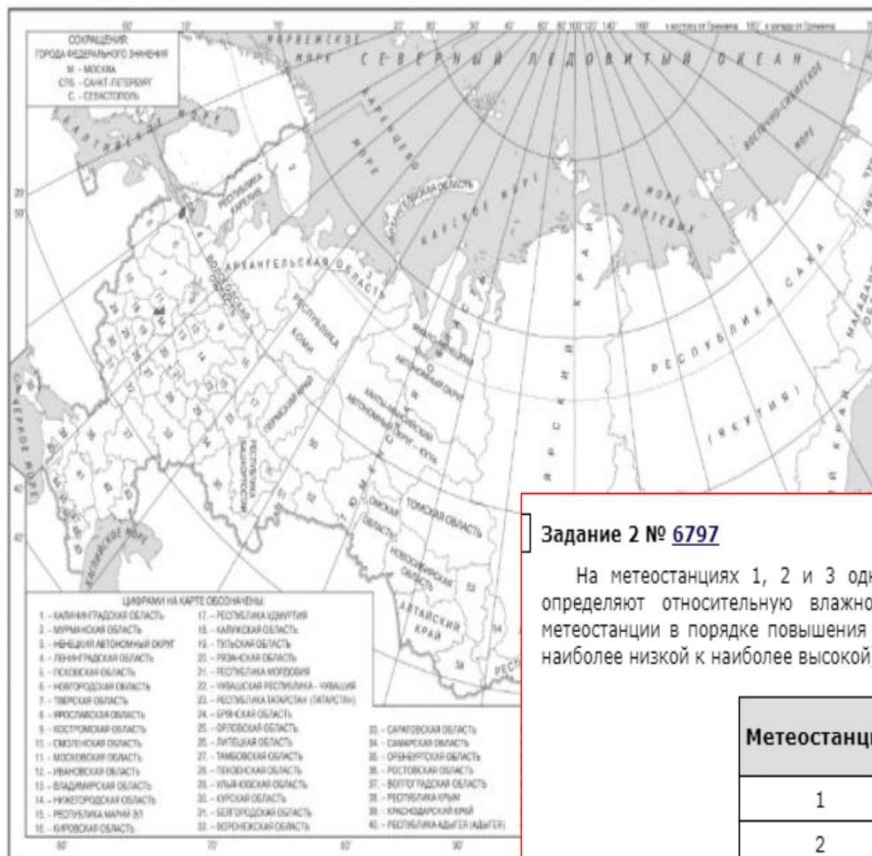 СОКРАЩЕНИЯ:
ГОРОДА ФЕДЕРАЛЬНОГО ЗНАЧЕНИЯ
М. – МОСКВА
СПб. – САНКТ-ПЕТЕРБУРГ
С. – СЕВАСТОПОЛЬ
НОРВЕЖСКОЕ
МОРЕ
СЕВЕРНЫЙ ЛЕДОВИТЫЙ ОКЕАН
БАЛТИЙСКОЕ МОРЕ
БАРЕНЦЕВО
МОРЕ
КАРСКОЕ МОРЕ
МОРЕ
ЛАПТЕВЫХ
ВОСТОЧНО-СИБИРСКОЕ
МОРЕ
РЕСПУБЛИКА
КАРЕЛИЯ
АРХАНГЕЛЬСКАЯ ОБЛАСТЬ
ВОЛОГОДСКАЯ
ОБЛАСТЬ
РЕСПУБЛИКА
КОМИ
ПЕРМСКИЙ КРАЙ
РЕСПУБЛИКА
БАШКОРТОСТАН
АВТОНОМНЫЙ ОКРУГ
ХАНТЫ-МАНСИЙСКИЙ
АВТОНОМНЫЙ ОКРУГ – ЮГРА
ОМСКАЯ
ОБЛАСТЬ
ТОМСКАЯ ОБЛАСТЬ
НОВОСИБИРСКАЯ
ОБЛАСТЬ
АЛТАЙСКИЙ
КРАЙ
РЕСПУБЛИКА САХА
(ЯКУТИЯ)
ЧЕРНОЕ МОРЕ
КАСПИЙСКОЕ МОРЕ
ЦИФРАМИ НА КАРТЕ ОБОЗНАЧЕНЫ:
1. – КАЛИНИНГРАДСКАЯ ОБЛАСТЬ
2. – МУРМАНСКАЯ ОБЛАСТЬ
3. – НЕНЕЦКИЙ АВТОНОМНЫЙ ОКРУГ
4. – ЛЕНИНГРАДСКАЯ ОБЛАСТЬ
5. – ПСКОВСКАЯ ОБЛАСТЬ
6. – НОВГОРОДСКАЯ ОБЛАСТЬ
7. – ТВЕРСКАЯ ОБЛАСТЬ
8. – ЯРОСЛАВСКАЯ ОБЛАСТЬ
9. – КОСТРОМСКАЯ ОБЛАСТЬ
10. – СМОЛЕНСКАЯ ОБЛАСТЬ
11. – МОСКОВСКАЯ ОБЛАСТЬ
12. – ИВАНОВСКАЯ ОБЛАСТЬ
13. – ВЛАДИМИРСКАЯ ОБЛАСТЬ
14. – НИЖЕГОРОДСКАЯ ОБЛАСТЬ
15. – РЕСПУБЛИКА МАРИЙ ЭЛ
16. – КИРОВСКАЯ ОБЛАСТЬ
17. – РЕСПУБЛИКА УДМУРТИЯ
18. – КАЛУЖСКАЯ ОБЛАСТЬ
19. – ТУЛЬСКАЯ ОБЛАСТЬ
20. – РЯЗАНСКАЯ ОБЛАСТЬ
21. – РЕСПУБЛИКА МОРДОВИЯ
22. – ЧУВАШСКАЯ РЕСПУБЛИКА – ЧУВАШИЯ
23. – РЕСПУБЛИКА ТАТАРСТАН (ТАТАРСТАН)
24. – БРЯНСКАЯ ОБЛАСТЬ
25. – ОРЛОВСКАЯ ОБЛАСТЬ
26. – ЛИПЕЦКАЯ ОБЛАСТЬ
27. – ТАМБОВСКАЯ ОБЛАСТЬ
28. – ПЕНЗЕНСКАЯ ОБЛАСТЬ
29. – УЛЬЯНОВСКАЯ ОБЛАСТЬ
30. – КУРСКАЯ ОБЛАСТЬ
31. – БЕЛГОРОДСКАЯ ОБЛАСТЬ
32. – ВОРОНЕЖСКАЯ ОБЛАСТЬ
33. – САРАТОВСКАЯ ОБЛАСТЬ
34. – САМАРСКАЯ ОБЛАСТЬ
35. – ОРЕНБУРГСКАЯ ОБЛАСТЬ
36. – РОСТОВСКАЯ ОБЛАСТЬ
37. – ВОЛГОГРАДСКАЯ ОБЛАСТЬ
38. – РЕСПУБЛИКА КРЫМ
39. – КРАСНОДАРСКИЙ КРАЙ
40. – РЕСПУБЛИКА АДЫГЕЯ (АДЫГЕЯ)
Задание 2 № 6797
На метеостанциях 1, 2 и 3 одн
определяют относительную влажно
метеостанции в порядке повышения
наиболее низкой к наиболее высокой
Метеостанци
1
2